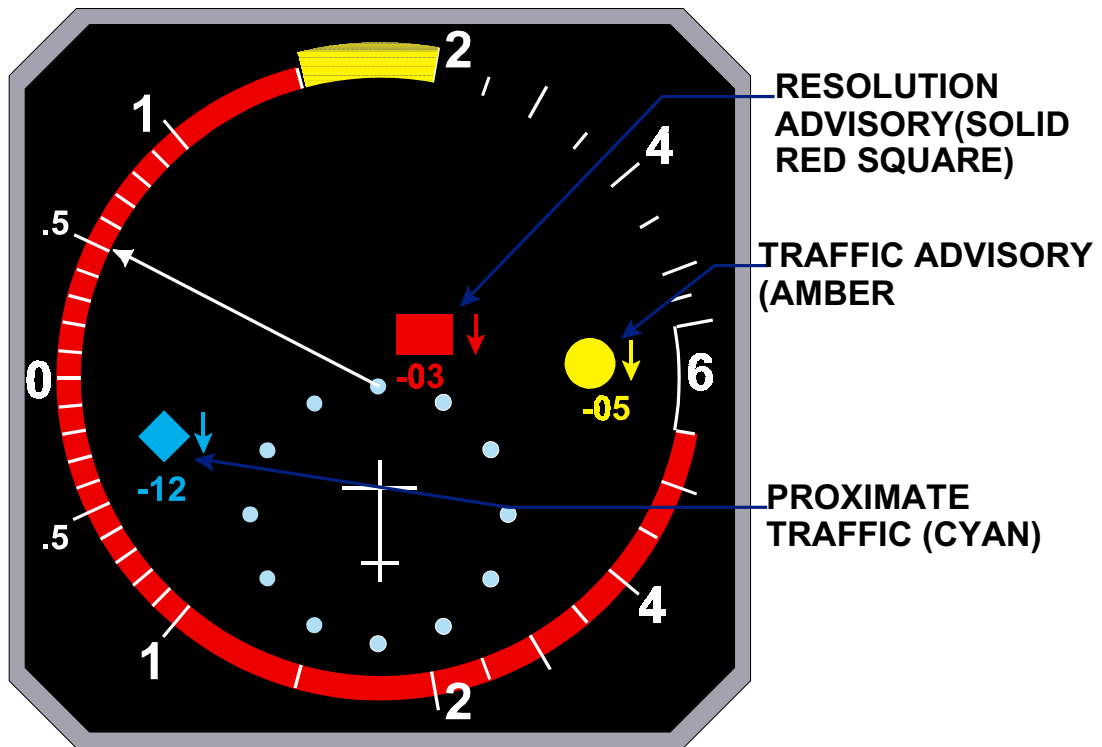 2
RESOLUTION
ADVISORY(SOLID
RED SQUARE)
1
4
.5
TRAFFIC ADVISORY
(AMBER
0
-03
6
-05
-12
PROXIMATE
TRAFFIC (CYAN)
.5
4
1
2